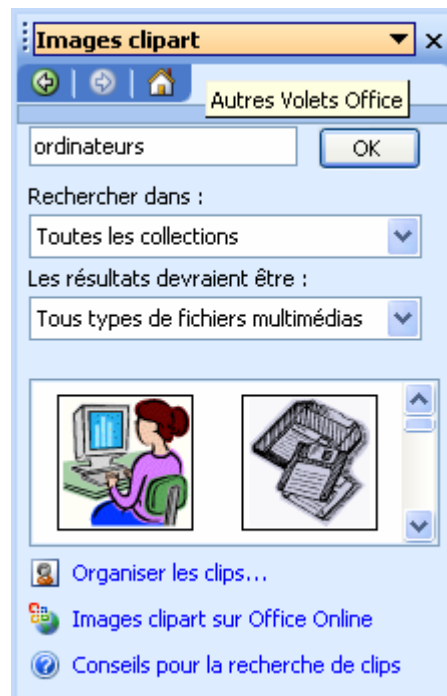 Images clipart
Autres Volets Office
ordinateurs
OK
Rechercher dans :
Toutes les collections
Les résultats devraient être :
Tous types de fichiers multimédias
Organiser les clips...
Images clipart sur Office Online
Conseils pour la recherche de clips